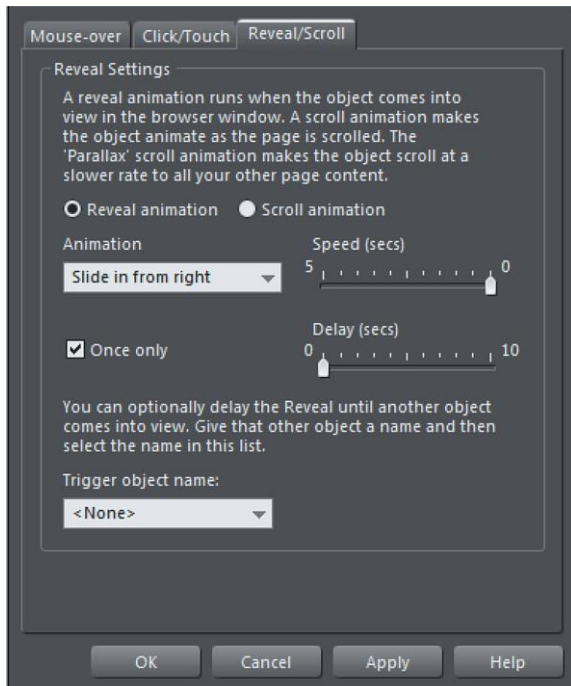 Mouse-over Click/Touch Reveal/Scroll
Reveal Settings
A reveal animation runs when the object comes into
view in the browser window. A scroll animation makes
the object animate as the page is scrolled. The
'Parallax' scroll animation makes the object scroll at a
slower rate to all your other page content.
Reveal animation Scroll animation
Animation Speed (secs)
Slide in from right 5 0
Delay (secs)
Once only 0 10
You can optionally delay the Reveal until another object
comes into view. Give that other object a name and then
select the name in this list.
Trigger object name:
<None>
OK Cancel Apply Help